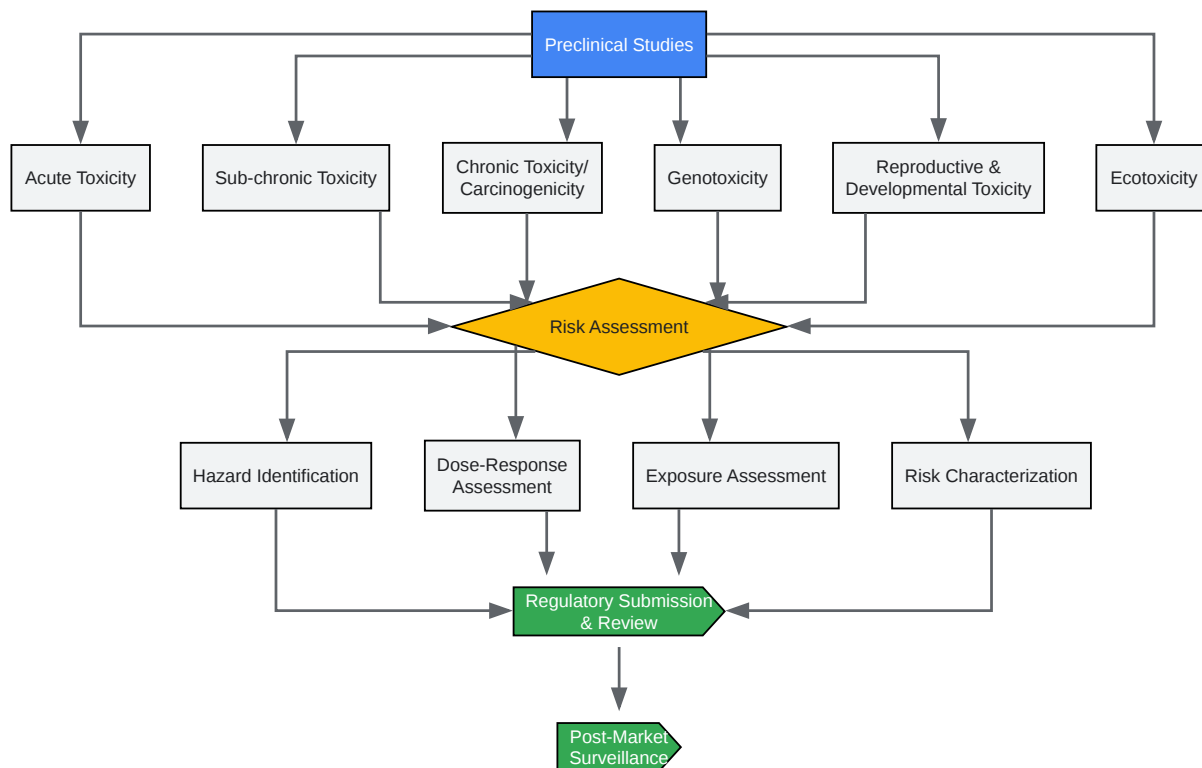 Preclinical Studies
Acute Toxicity
Sub-chronic Toxicity
Chronic Toxicity/
Carcinogenicity
Genotoxicity
Reproductive &
Developmental Toxicity
Ecotoxicity
Risk Assessment
Hazard Identification
Dose-Response
Assessment
Exposure Assessment
Risk Characterization
Regulatory Submission
& Review
Post-Market
Surveillance